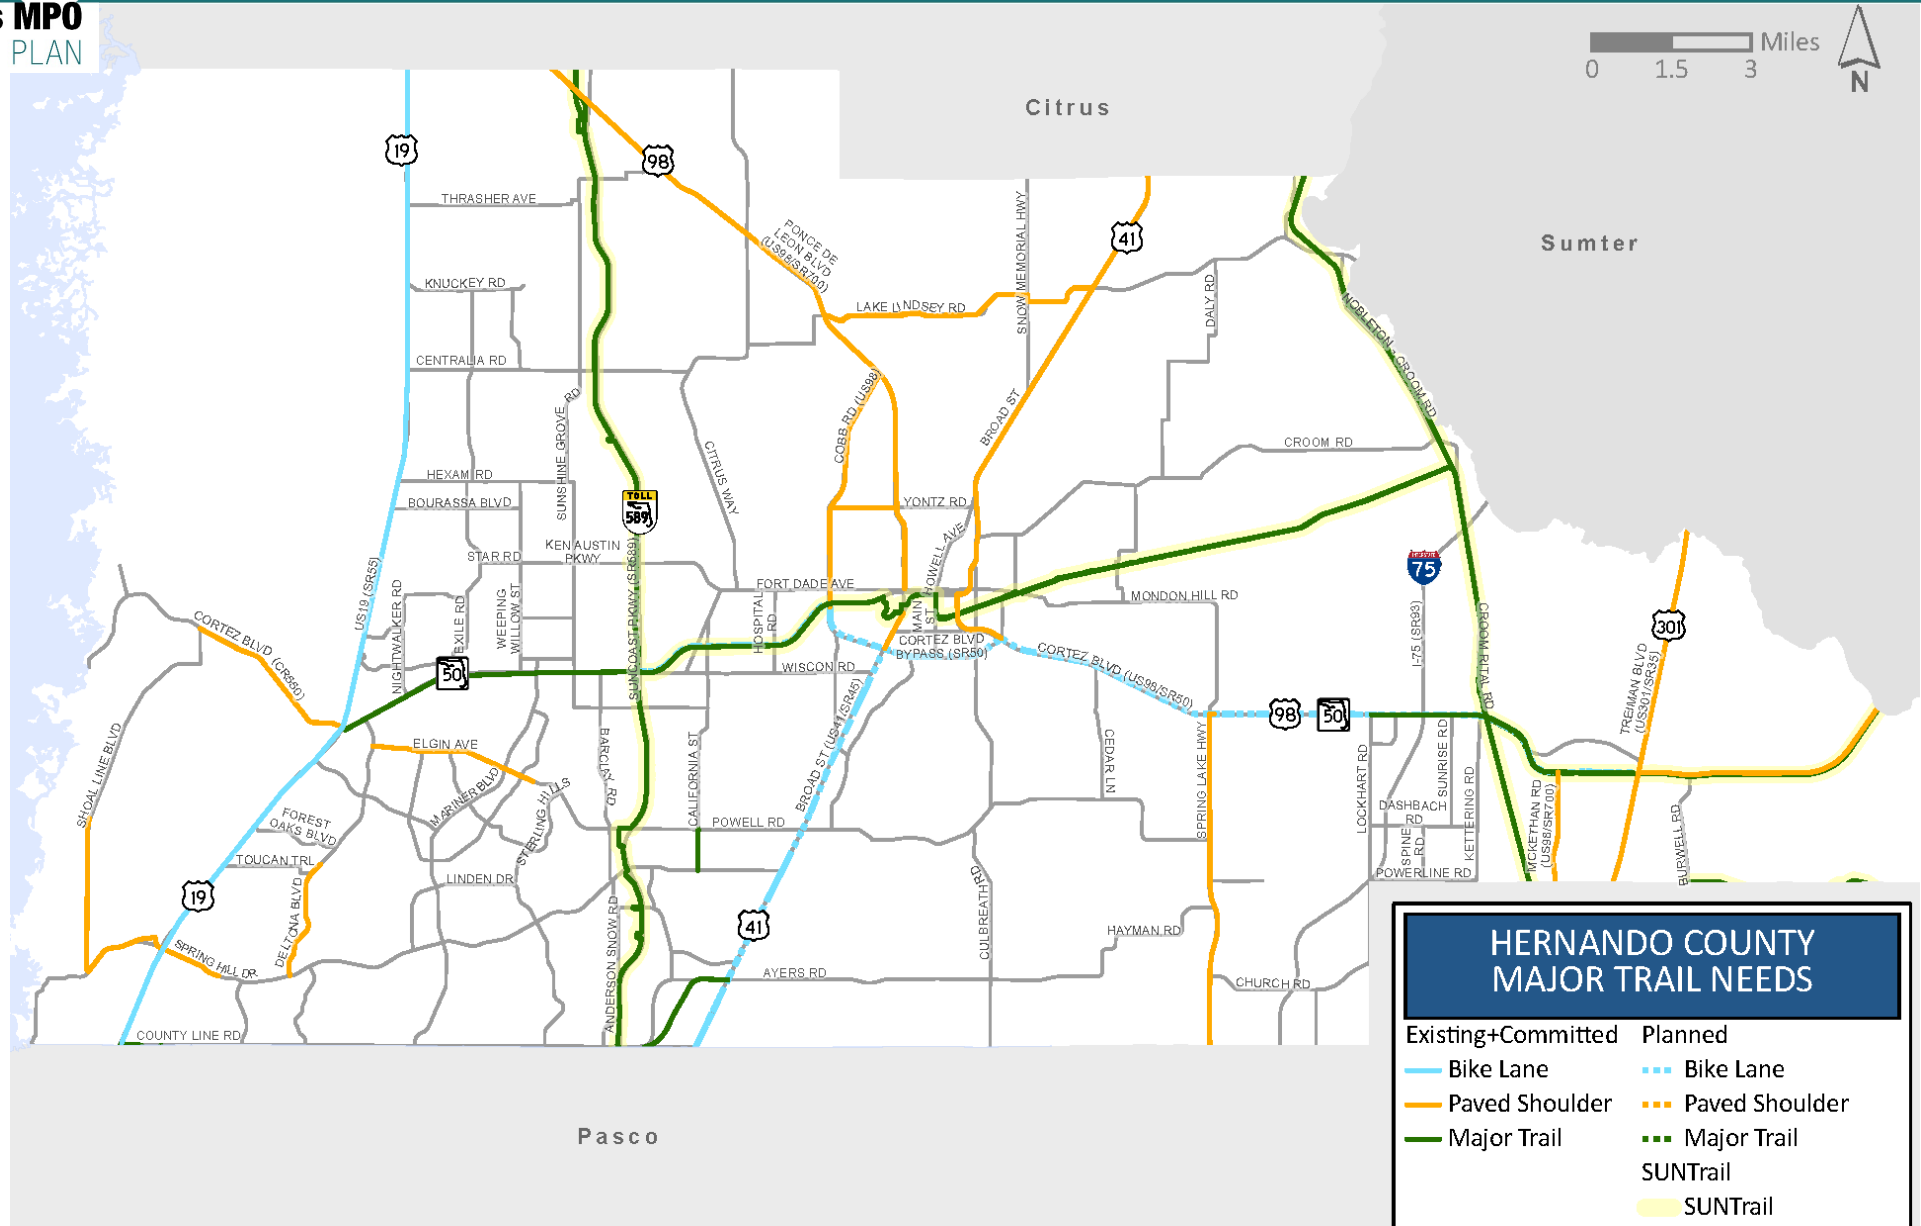 s MPO
PLAN
Miles
0 1.5 3
N
Citrus
Sumter
Pasco
19
98
41
THRASHER AVE
PONCE DE
LEON BLVD
(US98/SR700)
SNOW MEMORIAL HWY
KNUCKEY RD
LAKE LINDSEY RD
DALY RD
NOBLETON - CROOM RD
CENTRALIA RD
COBB RD (US98)
BROAD ST
SUNSHINE GROVE RD
CITRUS WAY
CROOM RD
HEXAM RD
BOURASSA BLVD
TOLL
589
YONTZ RD
HOWELL AVE
STAR RD
KEN AUSTIN
PKWY
SUNCOAST PKWY (SR589)
US19 (SR55)
NIGHTWALKER RD
EXILE RD
WEEPING
WILLOW ST
FORT DADE AVE
HOSPITAL
RD
MAIN
ST
MONDON HILL RD
INTERSTATE
75
I-75 (SR93)
CROOM RITAL RD
301
CORTEZ BLVD (CR550)
50
WISCON RD
CORTEZ BLVD
BYPASS (SR50)
CORTEZ BLVD (US98/SR50)
98
50
TREIMAN BLVD
(US301/SR35)
SHOAL LINE BLVD
ELGIN AVE
MARINER BLVD
STERLING HILLS
BARCLAY RD
CALIFORNIA ST
BROAD ST (US41/SR45)
CEDAR LN
SPRING LAKE HWY
LOCKHART RD
SUNRISE RD
KETTERING RD
DASHBACH
RD
SPINE
RD
MCKETHAN RD
(US98/SR700)
BURWELL RD
POWERLINE RD
FOREST
OAKS BLVD
TOUCAN TRL
POWELL RD
LINDEN DR
19
DELTONA BLVD
SPRING HILL DR
ANDERSON SNOW RD
41
CULBREATH RD
HAYMAN RD
AYERS RD
CHURCH RD
COUNTY LINE RD
HERNANDO COUNTY
MAJOR TRAIL NEEDS
Existing+Committed
Bike Lane
Paved Shoulder
Major Trail
Planned
Bike Lane
Paved Shoulder
Major Trail
SUNTrail
SUNTrail